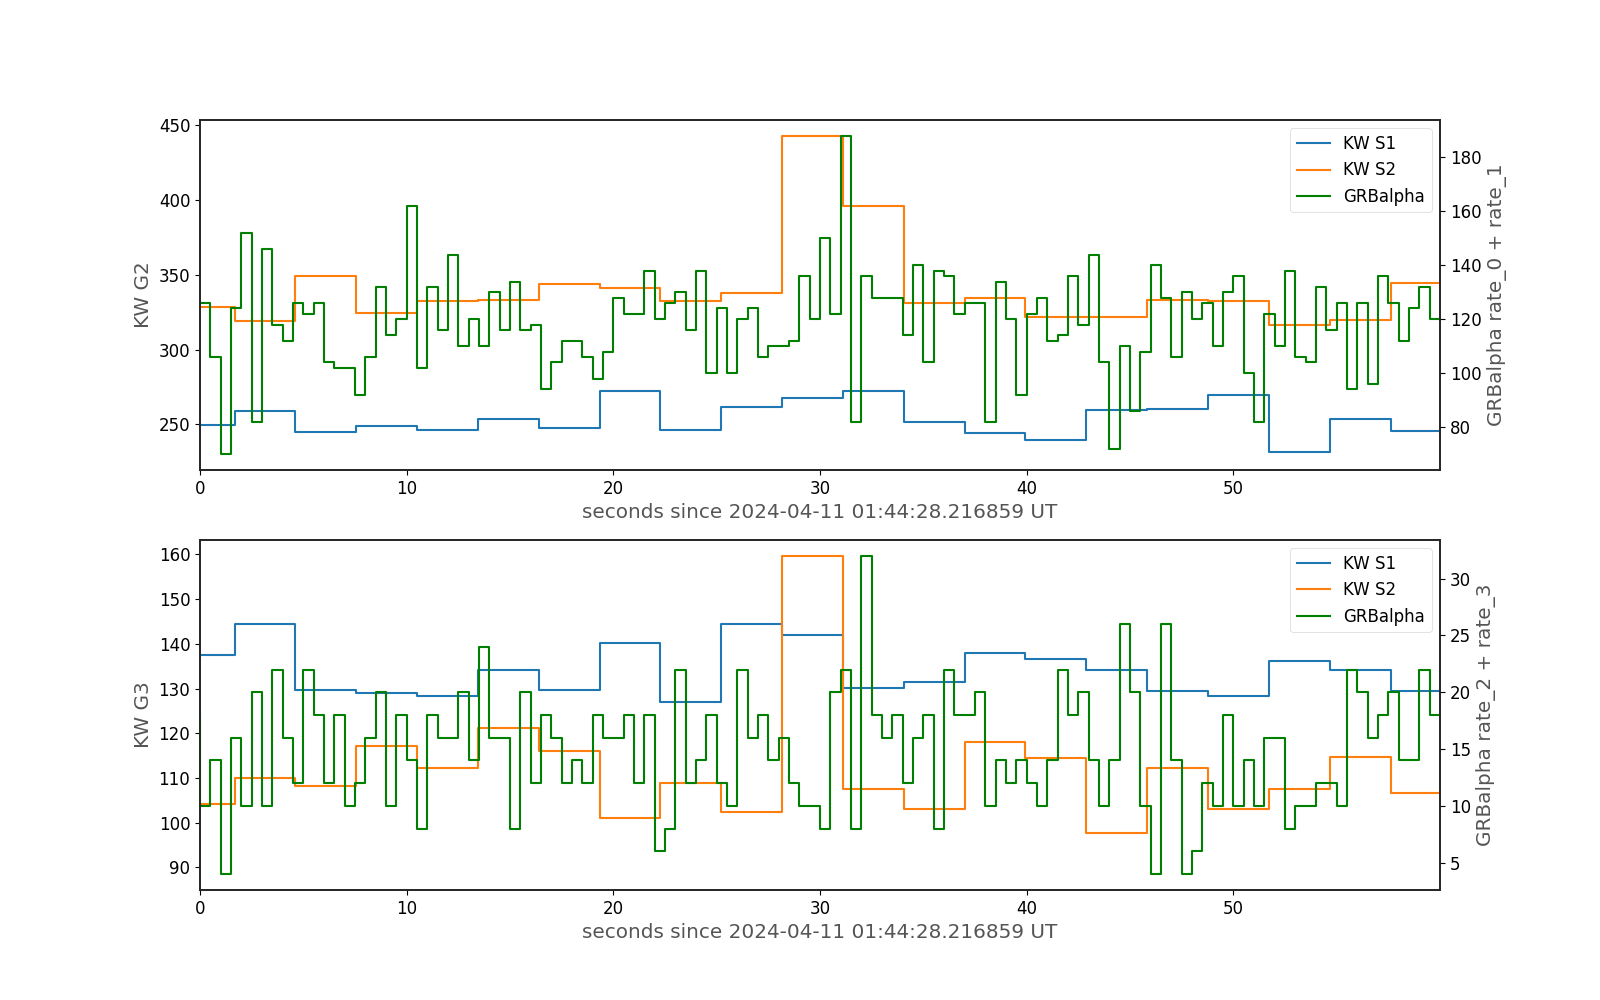 450
400
350
300
250
KW G2
KW S1
KW S2
GRBalpha
180
160
140
120
100
80
GRBalpha rate_0 + rate_1
0 10 20 30 40 50
seconds since 2024-04-11 01:44:28.216859 UT
160
150
140
130
120
110
100
90
KW G3
KW S1
KW S2
GRBalpha
30
25
20
15
10
5
GRBalpha rate_2 + rate_3
0 10 20 30 40 50
seconds since 2024-04-11 01:44:28.216859 UT